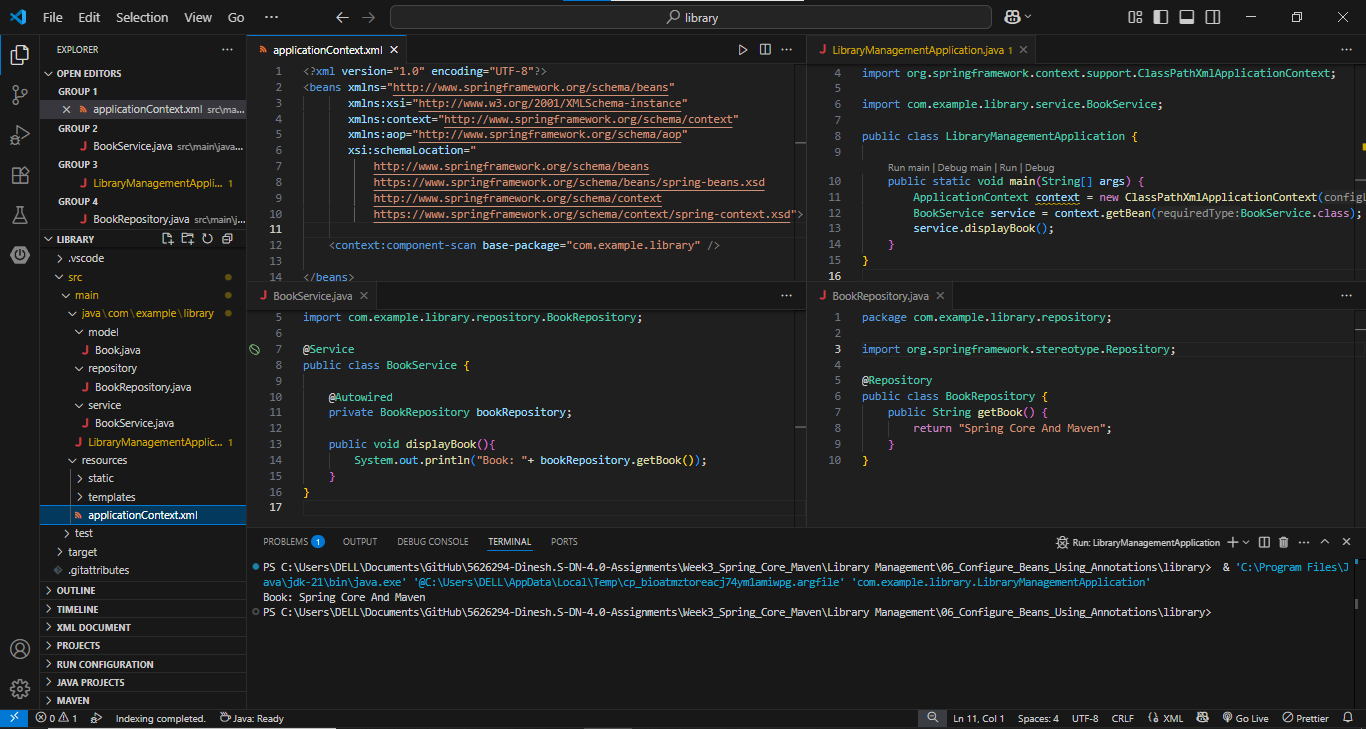 File Edit Selection View Go ··· library
EXPLORER ···
OPEN EDITORS
GROUP 1
applicationContext.xml src\ma...
GROUP 2
BookService.java src\main\java...
GROUP 3
LibraryManagementAppli... 1
GROUP 4
BookRepository.java src\main\j...
LIBRARY
.vscode
src
main
java\com\example\library
model
Book.java
repository
BookRepository.java
service
BookService.java
LibraryManagementApplic... 1
resources
static
templates
applicationContext.xml
test
target
.gitattributes
OUTLINE
TIMELINE
XML DOCUMENT
PROJECTS
RUN CONFIGURATION
JAVA PROJECTS
MAVEN
applicationContext.xml
1 <?xml version="1.0" encoding="UTF-8"?>
2 <beans xmlns="http://www.springframework.org/schema/beans"
3 xmlns:xsi="http://www.w3.org/2001/XMLSchema-instance"
4 xmlns:context="http://www.springframework.org/schema/context"
5 xmlns:aop="http://www.springframework.org/schema/aop"
6 xsi:schemaLocation="
7 http://www.springframework.org/schema/beans
8 https://www.springframework.org/schema/beans/spring-beans.xsd
9 http://www.springframework.org/schema/context
10 https://www.springframework.org/schema/context/spring-context.xsd">
11
12 <context:component-scan base-package="com.example.library" />
13
14 </beans>
LibraryManagementApplication.java 1
4 import org.springframework.context.support.ClassPathXmlApplicationContext;
5
6 import com.example.library.service.BookService;
7
8 public class LibraryManagementApplication {
9
Run main | Debug main | Run | Debug
10 public static void main(String[] args) {
11 ApplicationContext context = new ClassPathXmlApplicationContext(configL
12 BookService service = context.getBean(requiredType:BookService.class);
13 service.displayBook();
14 }
15 }
16
BookService.java
5 import com.example.library.repository.BookRepository;
6
7 @Service
8 public class BookService {
9
10 @Autowired
11 private BookRepository bookRepository;
12
13 public void displayBook(){
14 System.out.println("Book: "+ bookRepository.getBook());
15 }
16 }
17
BookRepository.java
1 package com.example.library.repository;
2
3 import org.springframework.stereotype.Repository;
4
5 @Repository
6 public class BookRepository {
7 public String getBook() {
8 return "Spring Core And Maven";
9 }
10 }
PROBLEMS 1 OUTPUT DEBUG CONSOLE TERMINAL PORTS Run: LibraryManagementApplication
PS C:\Users\DELL\Documents\GitHub\5626294-Dinesh.S-DN-4.0-Assignments\Week3_Spring_Core_Maven\Library Management\06_Configure_Beans_Using_Annotations\library> & 'C:\Program Files\J
ava\jdk-21\bin\java.exe' '@C:\Users\DELL\AppData\Local\Temp\cp_bioatmztoreacj74ym1amiwpg.argfile' 'com.example.library.LibraryManagementApplication'
Book: Spring Core And Maven
PS C:\Users\DELL\Documents\GitHub\5626294-Dinesh.S-DN-4.0-Assignments\Week3_Spring_Core_Maven\Library Management\06_Configure_Beans_Using_Annotations\library>
0 1 Indexing completed. Java: Ready Ln 11, Col 1 Spaces: 4 UTF-8 CRLF XML Go Live Prettier